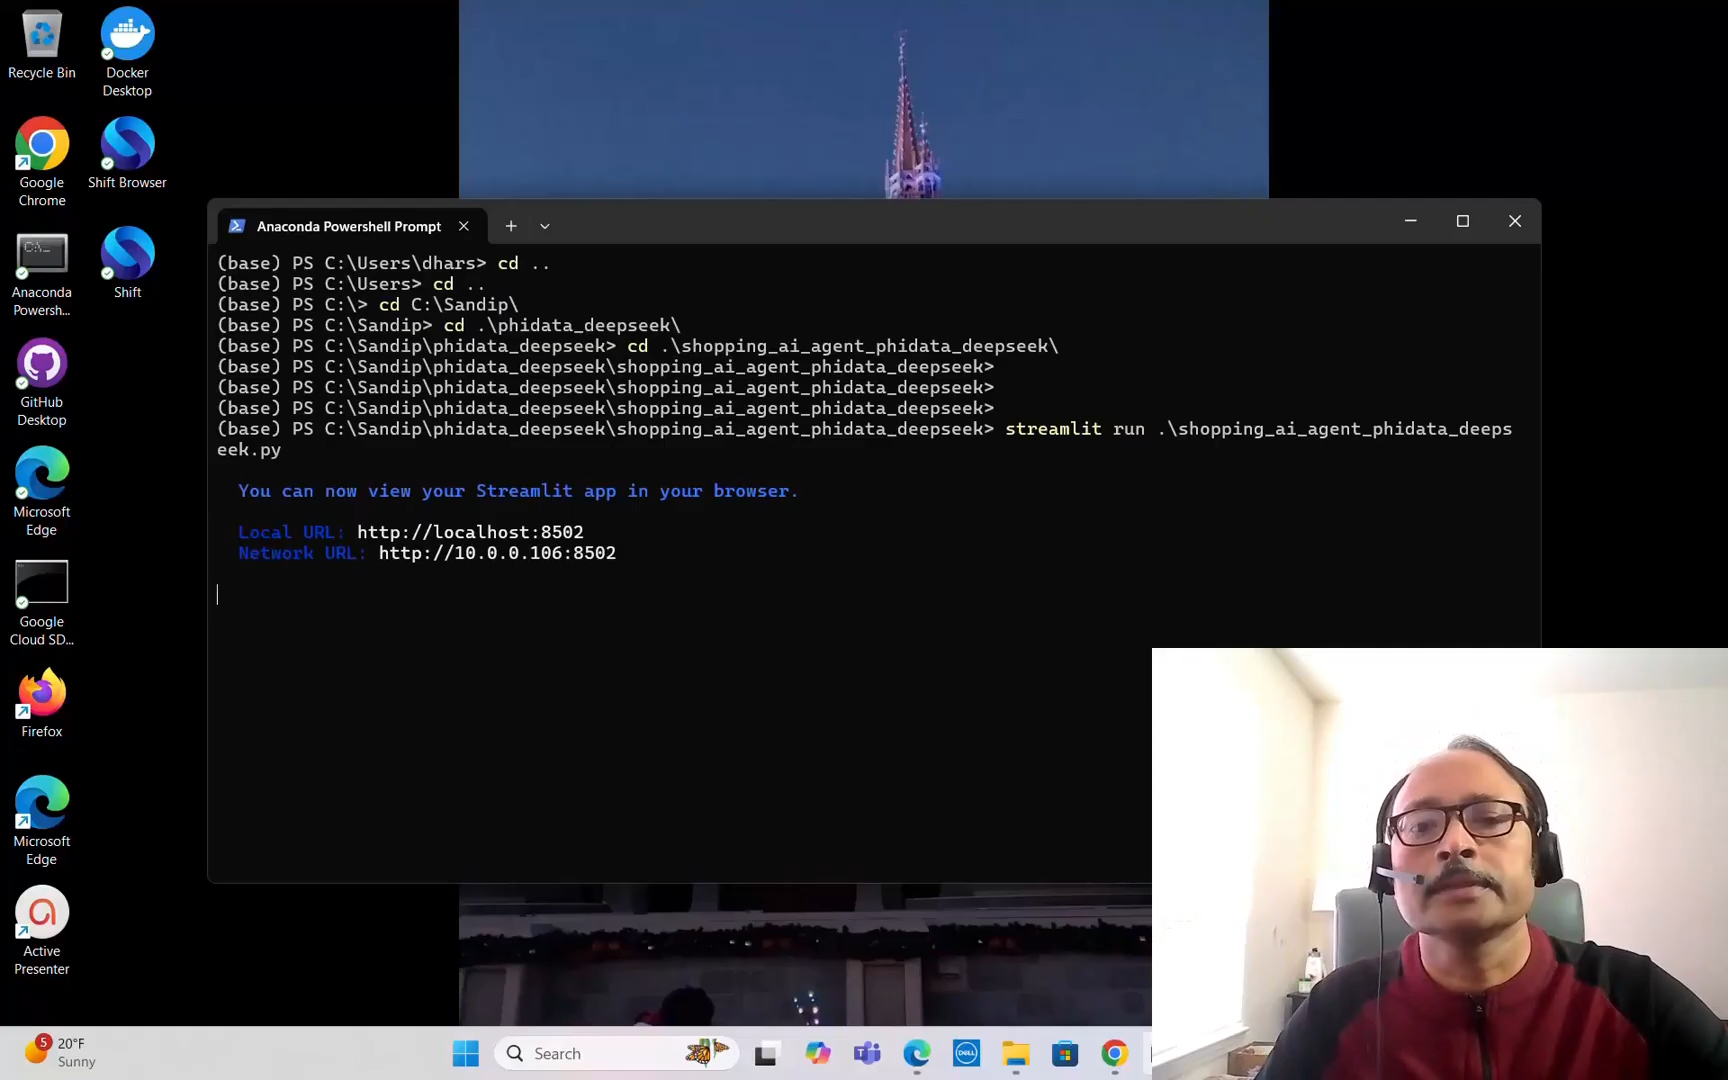 Recycle Bin
Docker
Desktop
Google
Chrome
Shift Browser
Anaconda
Powersh...
Shift
GitHub
Desktop
Microsoft
Edge
Google
Cloud SD...
Firefox
Microsoft
Edge
Active
Presenter
Anaconda Powershell Prompt
(base) PS C:\Users\dhars> cd ..
(base) PS C:\Users> cd ..
(base) PS C:\> cd C:\Sandip\
(base) PS C:\Sandip> cd .\phidata_deepseek\
(base) PS C:\Sandip\phidata_deepseek> cd .\shopping_ai_agent_phidata_deepseek\
(base) PS C:\Sandip\phidata_deepseek\shopping_ai_agent_phidata_deepseek>
(base) PS C:\Sandip\phidata_deepseek\shopping_ai_agent_phidata_deepseek>
(base) PS C:\Sandip\phidata_deepseek\shopping_ai_agent_phidata_deepseek>
(base) PS C:\Sandip\phidata_deepseek\shopping_ai_agent_phidata_deepseek> streamlit run .\shopping_ai_agent_phidata_deeps
eek.py
You can now view your Streamlit app in your browser.
Local URL: http://localhost:8502
Network URL: http://10.0.0.106:8502
5
20°F
Sunny
Search
DELL